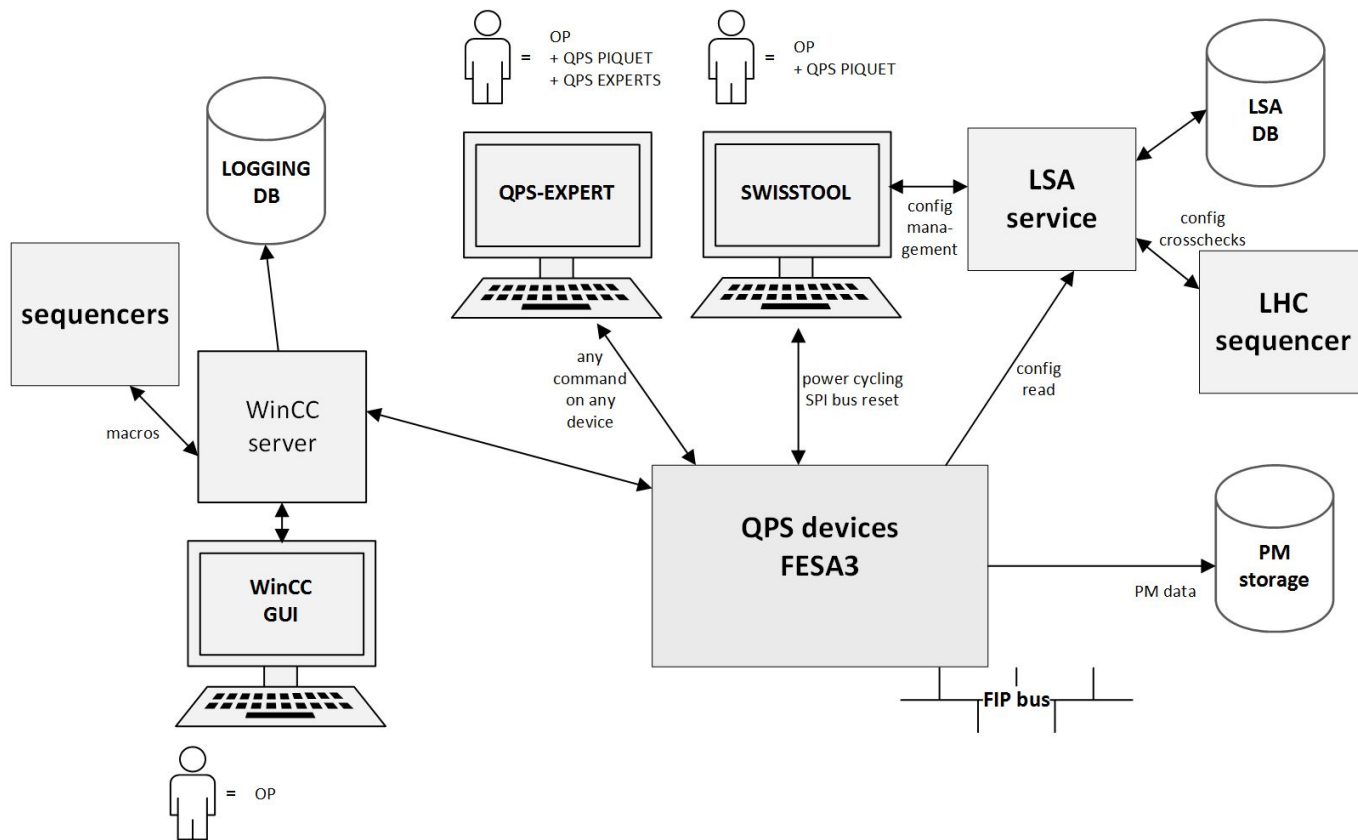 =
OP
+ QPS PIQUET
+ QPS EXPERTS
=
OP
+ QPS PIQUET
LOGGING
DB
QPS-EXPERT
SWISSTOOL
config
mana-
gement
LSA
service
LSA
DB
config
crosschecks
LHC
sequencer
sequencers
macros
WinCC
server
any
command
on any
device
power cycling
SPI bus reset
config
read
QPS devices
FESA3
PM data
PM
storage
WinCC
GUI
FIP bus
= OP